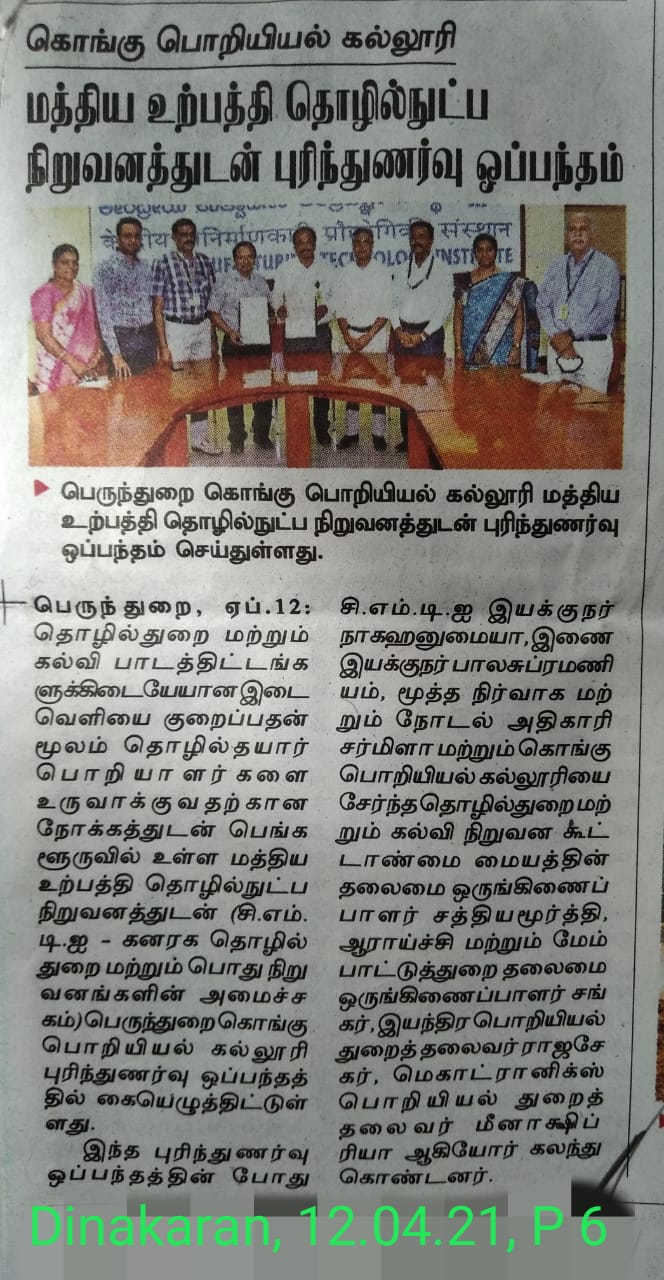 கொங்கு பொறியியல் கல்லூரி
மத்திய உற்பத்தி தொழில்நுட்ப
நிறுவனத்துடன் புரிந்துணர்வு ஒப்பந்தம்
केन्द्रीय विनिर्माणकारी प्रौद्योगिकी संस्थान
TECHNOLOGY INSTITUTE
பெருந்துறை கொங்கு பொறியியல் கல்லூரி மத்திய
உற்பத்தி தொழில்நுட்ப நிறுவனத்துடன் புரிந்துணர்வு
ஒப்பந்தம் செய்துள்ளது.
பெருந்துறை, ஏப்.12:
தொழில்துறை மற்றும்
கல்வி பாடத்திட்டங்க
ளுக்கிடையேயான இடை
வெளியை குறைப்பதன்
மூலம் தொழில்தயார்
பொறியாளர்களை
உருவாக்குவதற்கான
நோக்கத்துடன் பெங்க
ளூருவில் உள்ள மத்திய
உற்பத்தி தொழில்நுட்ப
நிறுவனத்துடன் (சி.எம்.
டி.ஐ - கனரக தொழில்
துறை மற்றும் பொது நிறு
வனங்களின் அமைச்ச
கம்) பெருந்துறை கொங்கு
பொறியியல் கல்லூரி
புரிந்துணர்வு ஒப்பந்தத்
தில் கையெழுத்திட்டுள்
ளது.
இந்த புரிந்துணர்வு
ஒப்பந்தத்தின் போது
சி.எம்.டி.ஐ இயக்குநர்
நாகஹனுமையா, இணை
இயக்குநர் பாலசுப்ரமணி
யம், மூத்த நிர்வாக மற்
றும் நோடல் அதிகாரி
சர்மிளா மற்றும் கொங்கு
பொறியியல் கல்லூரியை
சேர்ந்த தொழில்துறை மற்
றும் கல்வி நிறுவன கூட்
டாண்மை மையத்தின்
தலைமை ஒருங்கிணைப்
பாளர் சத்தியமூர்த்தி,
ஆராய்ச்சி மற்றும் மேம்
பாட்டுத்துறை தலைமை
ஒருங்கிணைப்பாளர் சங்
கர், இயந்திர பொறியியல்
துறைத் தலைவர் ராஜசே
கர், மெகாட்ரானிக்ஸ்
பொறியியல் துறைத்
தலைவர் மீனாக்ஷிப்
ரியா ஆகியோர் கலந்து
கொண்டனர்.
Dinakaran, 12.04.21, P 6